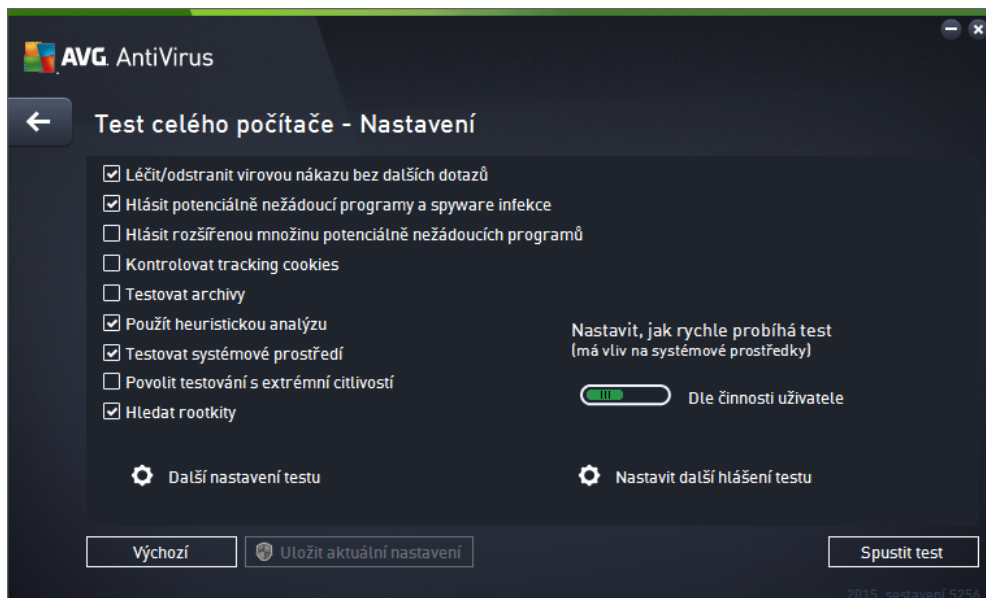 AVG. AntiVirus
Test celého počítače - Nastavení
Léčit/odstranit virovou nákazu bez dalších dotazů
Hlásit potenciálně nežádoucí programy a spyware infekce
Hlásit rozšířenou množinu potenciálně nežádoucích programů
Kontrolovat tracking cookies
Testovat archivy
Použít heuristickou analýzu
Testovat systémové prostředí
Povolit testování s extrémní citlivostí
Hledat rootkity
Nastavit, jak rychle probíhá test
(má vliv na systémové prostředky)
Dle činnosti uživatele
Další nastavení testu
Nastavit další hlášení testu
Výchozí
Uložit aktuální nastavení
Spustit test
2015, sestavení 5256